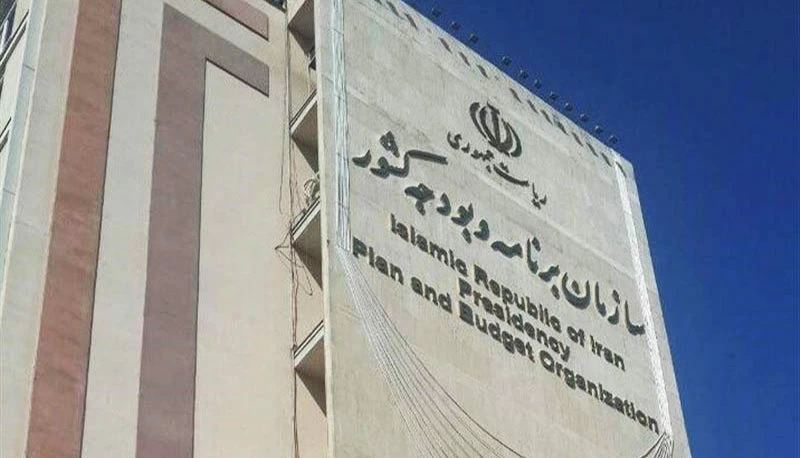 ریاست جمهوری
سازمان برنامه و بودجه کشور
Islamic Republic of Iran
Presidency
Plan and Budget Organization